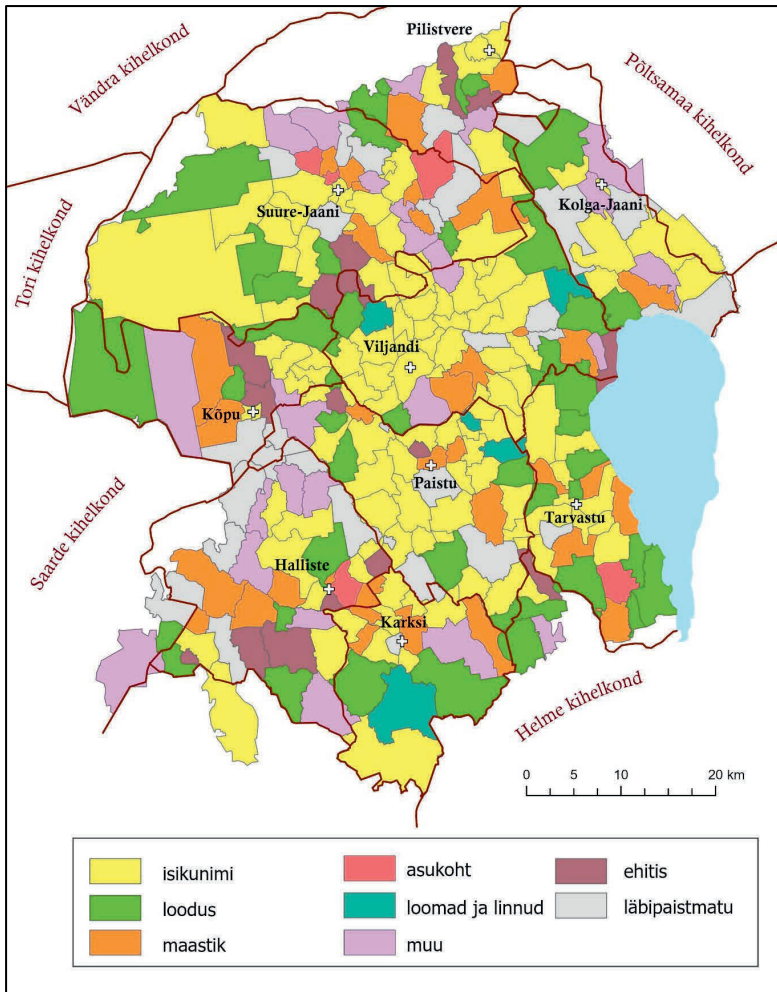 Pilistvere
Vändra kihelkond
Põltsamaa kihelkond
Kolga-Jaani
Suure-Jaani
Tori kihelkond
Viljandi
Kõpu
Paistu
Tarvastu
Saarde kihelkond
Halliste
Karksi
Helme kihelkond
0 5 10 20 km
isikunimi asukoht ehitis
loodus loomad ja linnud läbipaistmatu
maastik muu